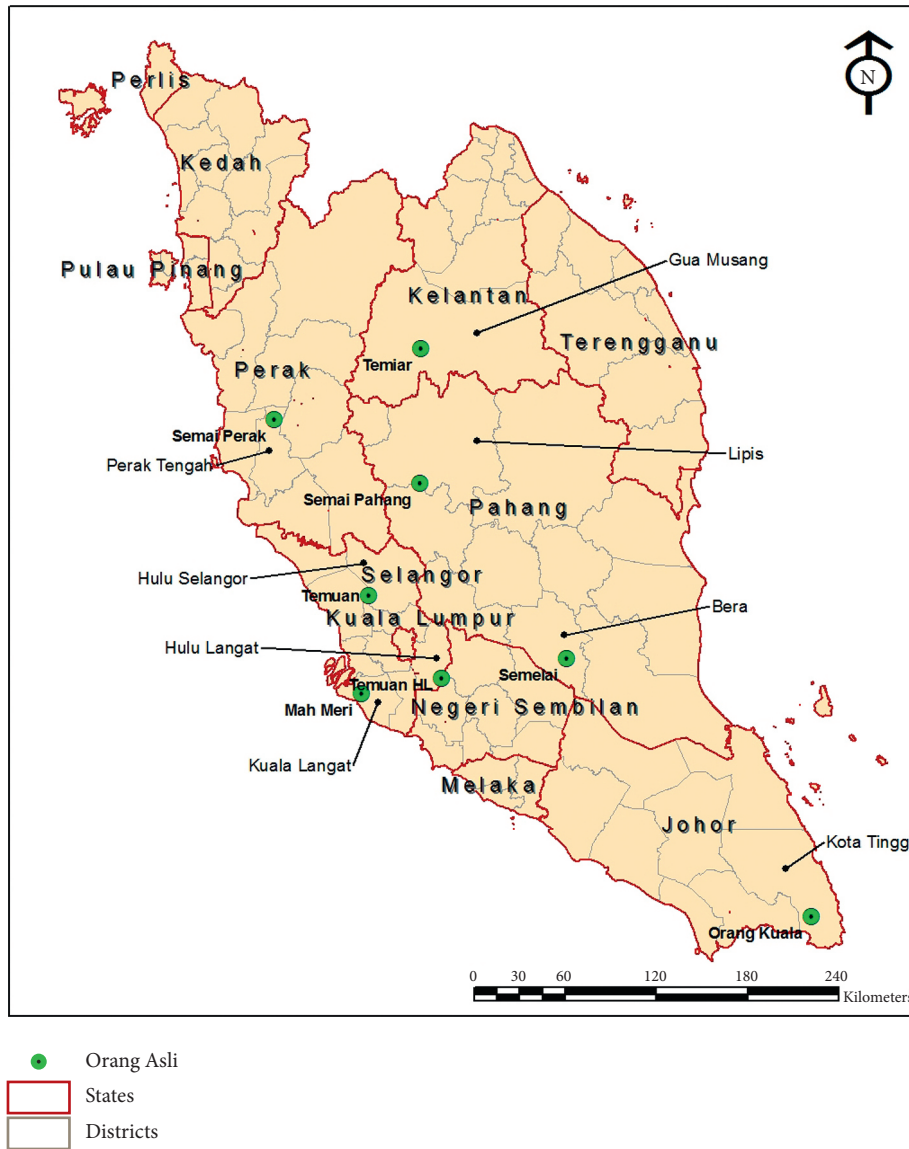 N
Perlis
Kedah
Pulau Pinang
Gua Musang
Kelantan
Terengganu
Temiar
Perak
Semai Perak
Perak Tengah
Lipis
Semai Pahang
Pahang
Hulu Selangor
Selangor
Temuan
Kuala Lumpur
Bera
Hulu Langat
Semelai
Temuan HL
Mah Meri
Negeri Sembilan
Kuala Langat
Melaka
Johor
Kota Tingg
Orang Kuala
0 30 60 120 180 240
Kilometers
Orang Asli
States
Districts